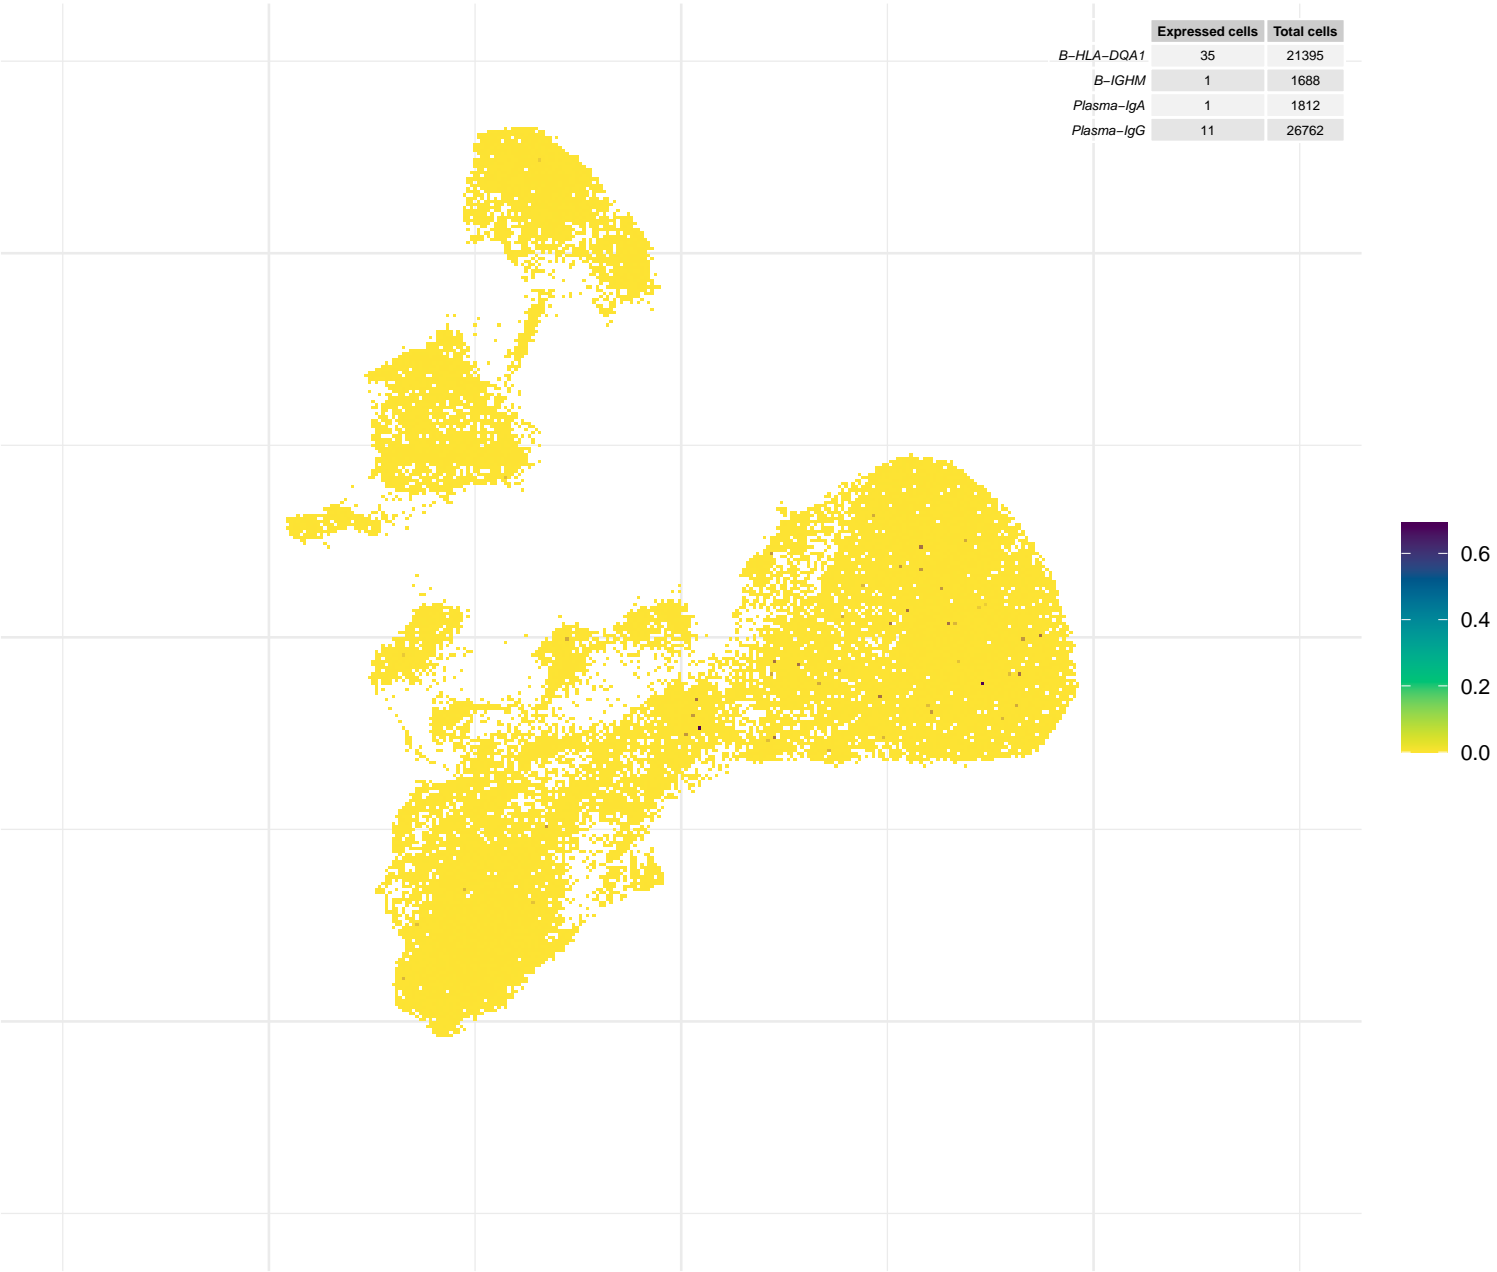 Expressed cells Total cells
B−HLA−DQA1 35 21395
B−IGHM 1 1688
Plasma−IgA 1 1812
Plasma−IgG 11 26762
0.6
0.4
0.2
0.0